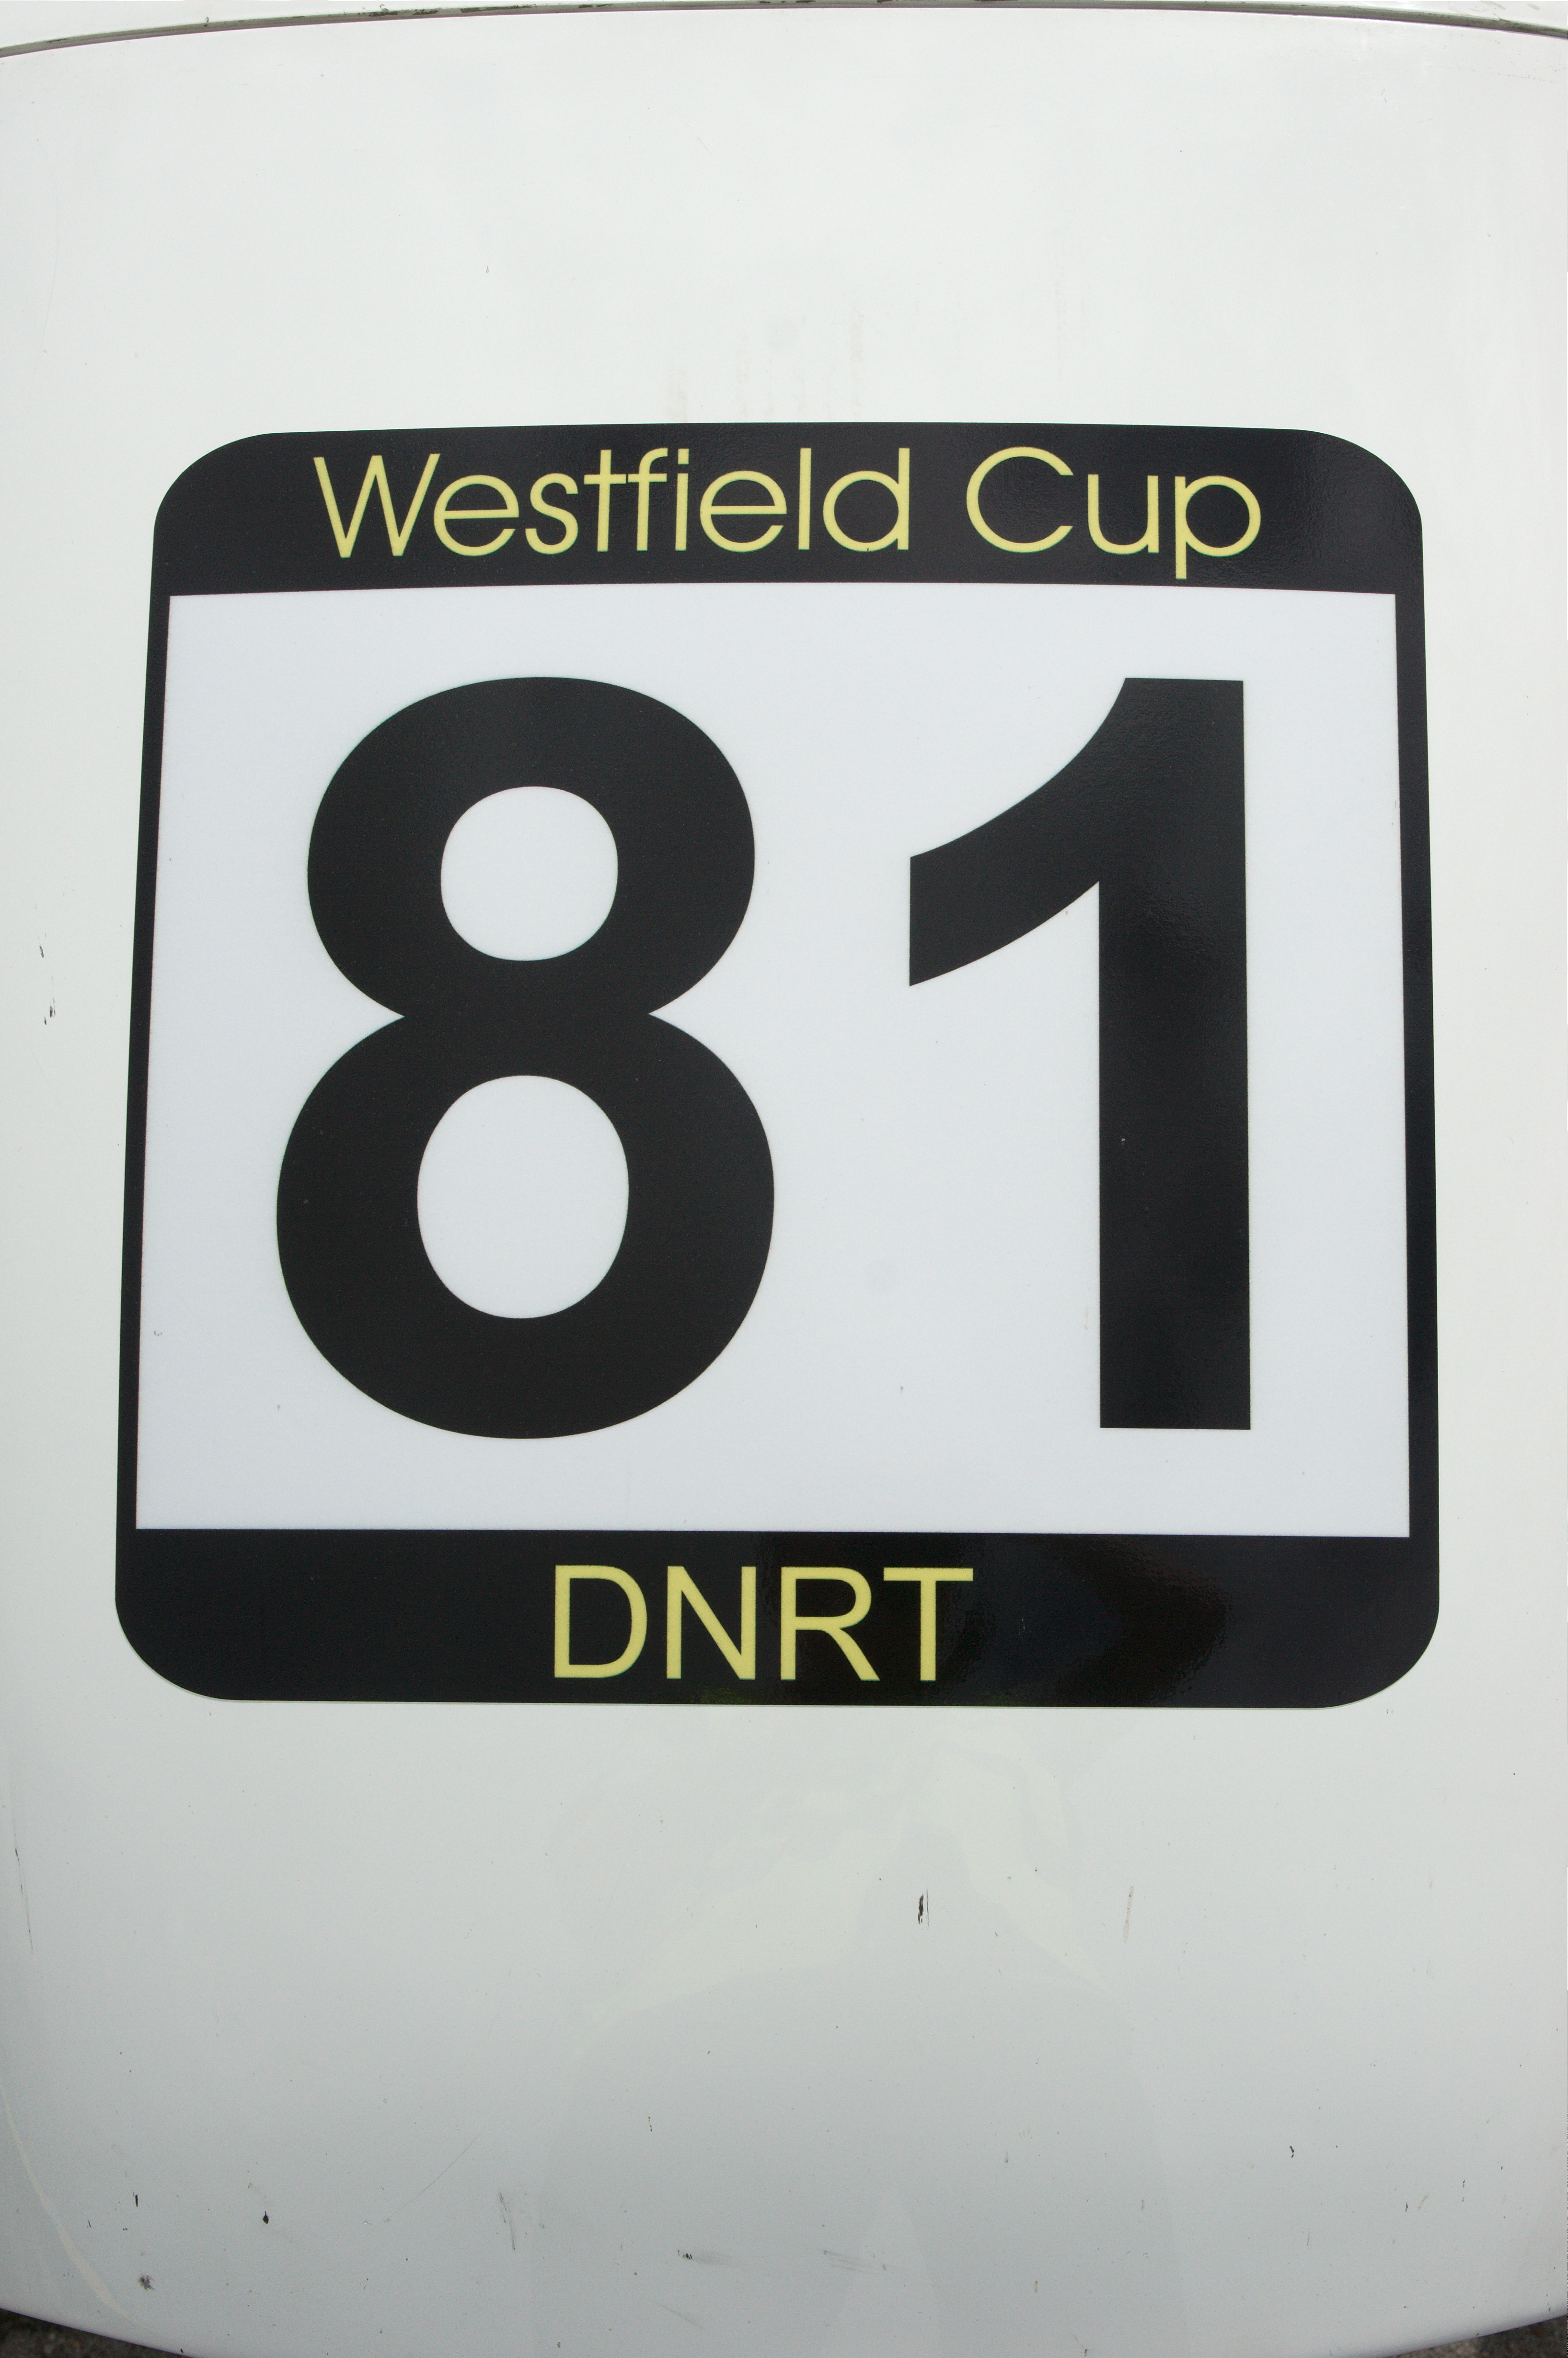 Westfield Cup
81
DNRT